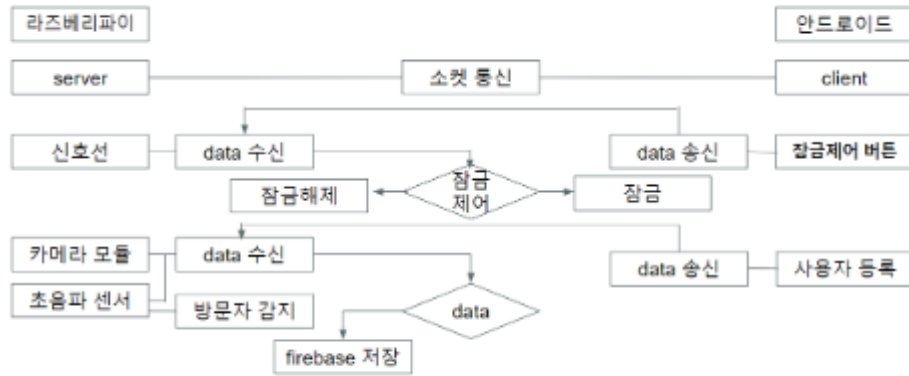 라즈베리파이
안드로이드
server
소켓 통신
client
신호선
data 수신
data 송신
잠금제어 버튼
잠금
제어
잠금해제
잠금
카메라 모듈
data 수신
data 송신
사용자 등록
초음파 센서
방문자 감지
data
firebase 저장